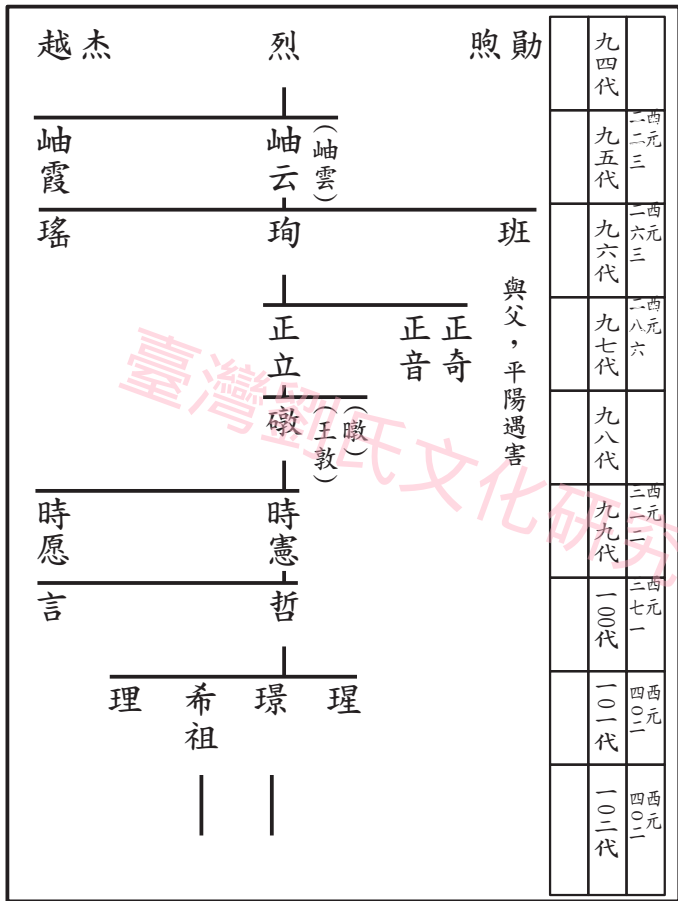 九四代
勛 煦 烈 杰 越
西元二二三
九五代
岫云 (岫雲) 岫霞
西元二六三
九六代
班 珣 瑤
與父，平陽遇害
西元二八六
九七代
正奇 正音 正立
九八代
礅 (暾) (王敦)
西元三二二
九九代
時憲 時愿
西元二七一
一〇〇代
哲 言
西元四〇二
一〇一代
瑆 璟 希祖 理
西元四〇二
一〇二代
臺灣劉氏文化研究